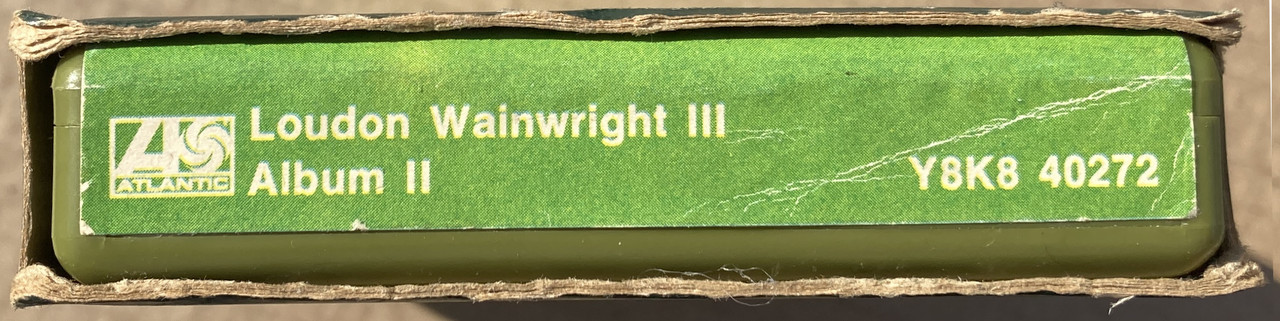 Loudon Wainwright III
Album II
ATLANTIC
Y8K8 40272